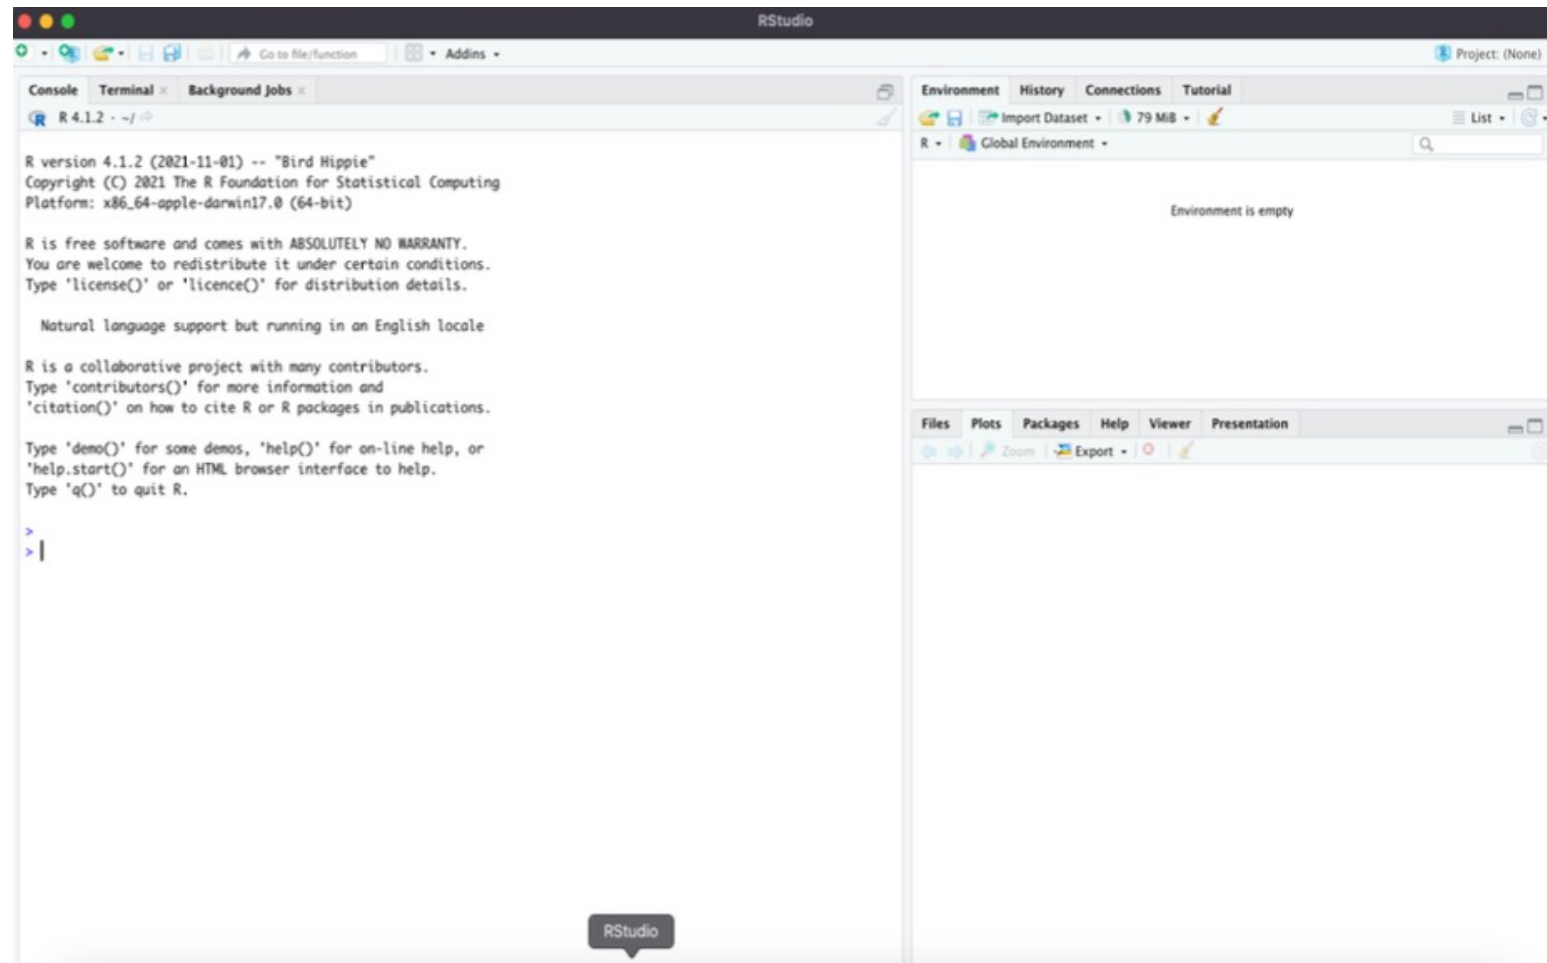 RStudio
Go to file/function
Addins
Project: (None)
Console Terminal Background Jobs
R 4.1.2 · ~/
R version 4.1.2 (2021-11-01) -- "Bird Hippie"
Copyright (C) 2021 The R Foundation for Statistical Computing
Platform: x86_64-apple-darwin17.0 (64-bit)
R is free software and comes with ABSOLUTELY NO WARRANTY.
You are welcome to redistribute it under certain conditions.
Type 'license()' or 'licence()' for distribution details.
Natural language support but running in an English locale
R is a collaborative project with many contributors.
Type 'contributors()' for more information and
'citation()' on how to cite R or R packages in publications.
Type 'demo()' for some demos, 'help()' for on-line help, or
'help.start()' for an HTML browser interface to help.
Type 'q()' to quit R.
>
>
Environment History Connections Tutorial
Import Dataset 79 MiB List
R Global Environment
Environment is empty
Files Plots Packages Help Viewer Presentation
Zoom Export
RStudio